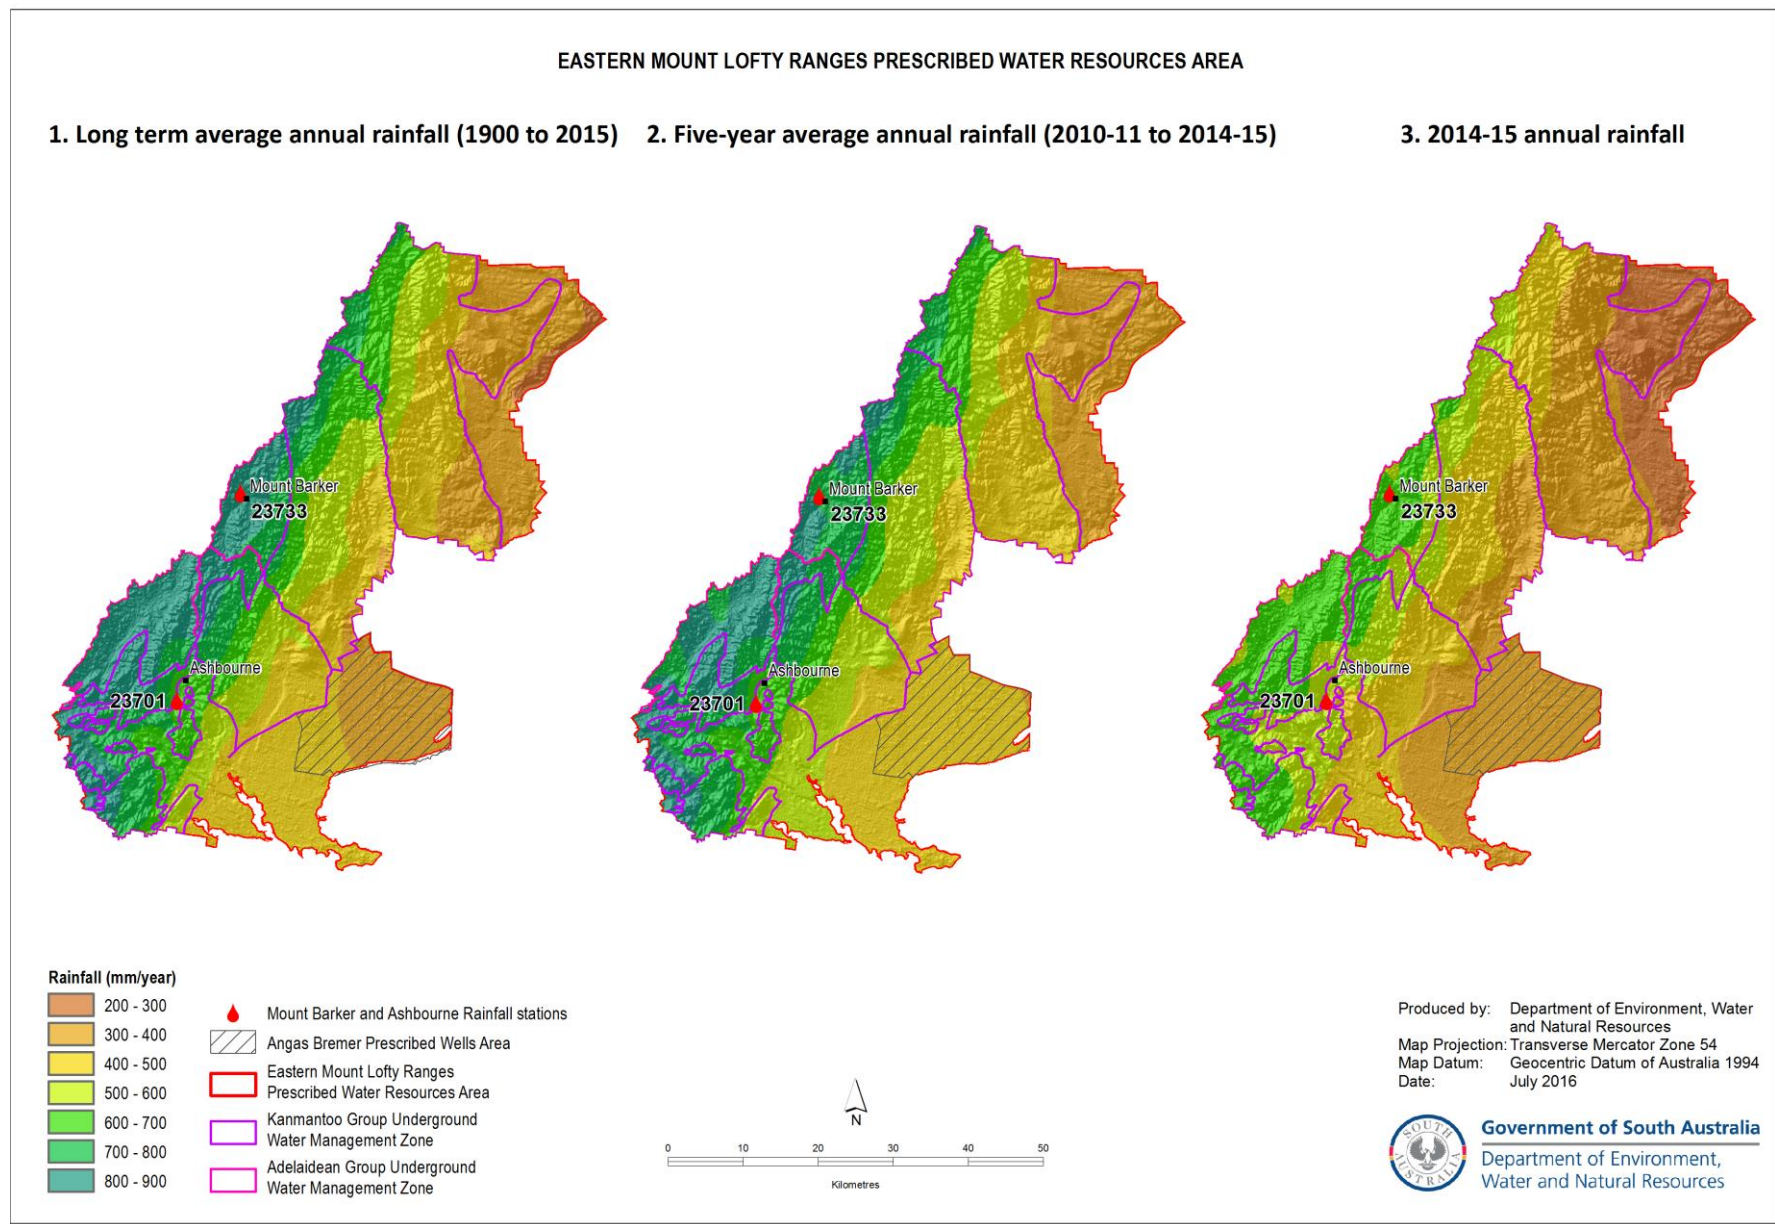 EASTERN MOUNT LOFTY RANGES PRESCRIBED WATER RESOURCES AREA
1. Long term average annual rainfall (1900 to 2015)
2. Five-year average annual rainfall (2010-11 to 2014-15)
3. 2014-15 annual rainfall
Mount Barker
23733
Ashbourne
23701
Mount Barker
23733
Ashbourne
23701
Mount Barker
23733
Ashbourne
23701
Rainfall (mm/year)
200 - 300
300 - 400
400 - 500
500 - 600
600 - 700
700 - 800
800 - 900
Mount Barker and Ashbourne Rainfall stations
Angas Bremer Prescribed Wells Area
Eastern Mount Lofty Ranges
Prescribed Water Resources Area
Kanmantoo Group Underground
Water Management Zone
Adelaidean Group Underground
Water Management Zone
N
0 10 20 30 40 50
Kilometres
Produced by: Department of Environment, Water
and Natural Resources
Map Projection: Transverse Mercator Zone 54
Map Datum: Geocentric Datum of Australia 1994
Date: July 2016
SOUTH
AUSTRALIA
Government of South Australia
Department of Environment,
Water and Natural Resources